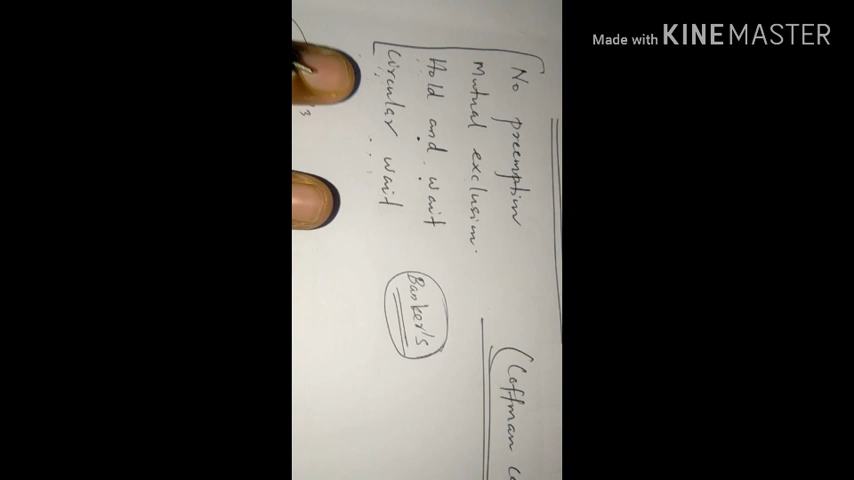 Made with KINEMASTER
(Coffman
No preemption
Mutual exclusion.
Hold and wait
Circular wait
Banker's